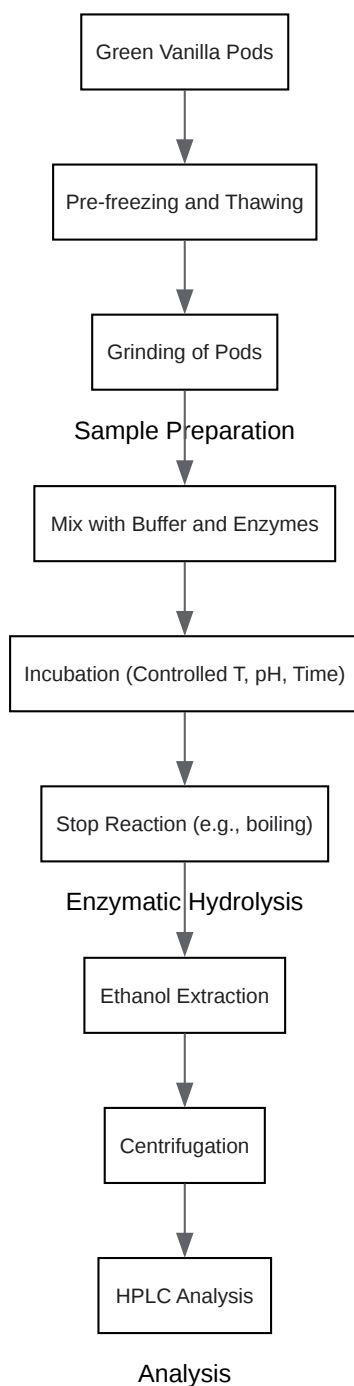 Green Vanilla Pods
Pre-freezing and Thawing
Grinding of Pods
Sample Preparation
Mix with Buffer and Enzymes
Incubation (Controlled T, pH, Time)
Stop Reaction (e.g., boiling)
Enzymatic Hydrolysis
Ethanol Extraction
Centrifugation
HPLC Analysis
Analysis